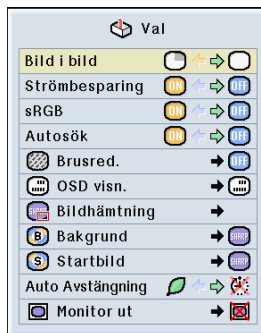 Val
Bild i bild
Strömbesparing ON OFF
sRGB ON OFF
Autosök ON OFF
Brusred. OFF
OSD visn.
Bildhämtning
B Bakgrund SHARP
S Startbild SHARP
Auto Avstängning
Monitor ut